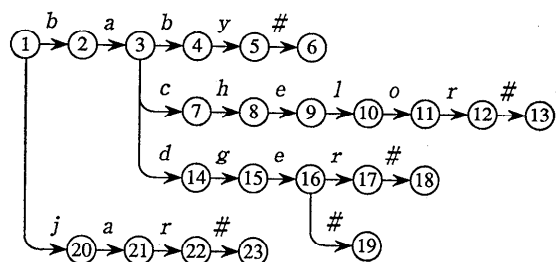 b a b y #
1 2 3 4 5 6
c h e l o r #
7 8 9 10 11 12 13
d g e r #
14 15 16 17 18
j a r # #
20 21 22 23 19